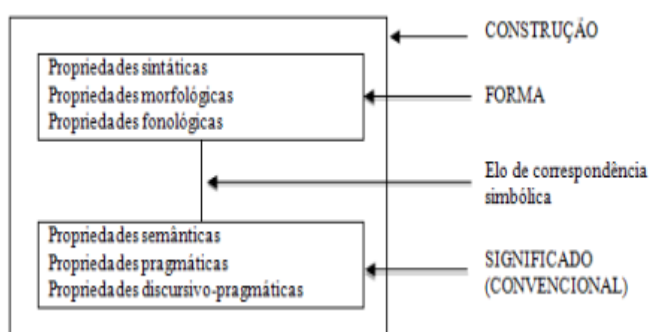 CONSTRUÇÃO
Propriedades sintáticas
Propriedades morfológicas
Propriedades fonológicas
FORMA
Elo de correspondência
simbólica
Propriedades semânticas
Propriedades pragmáticas
Propriedades discursivo-pragmáticas
SIGNIFICADO
(CONVENCIONAL)